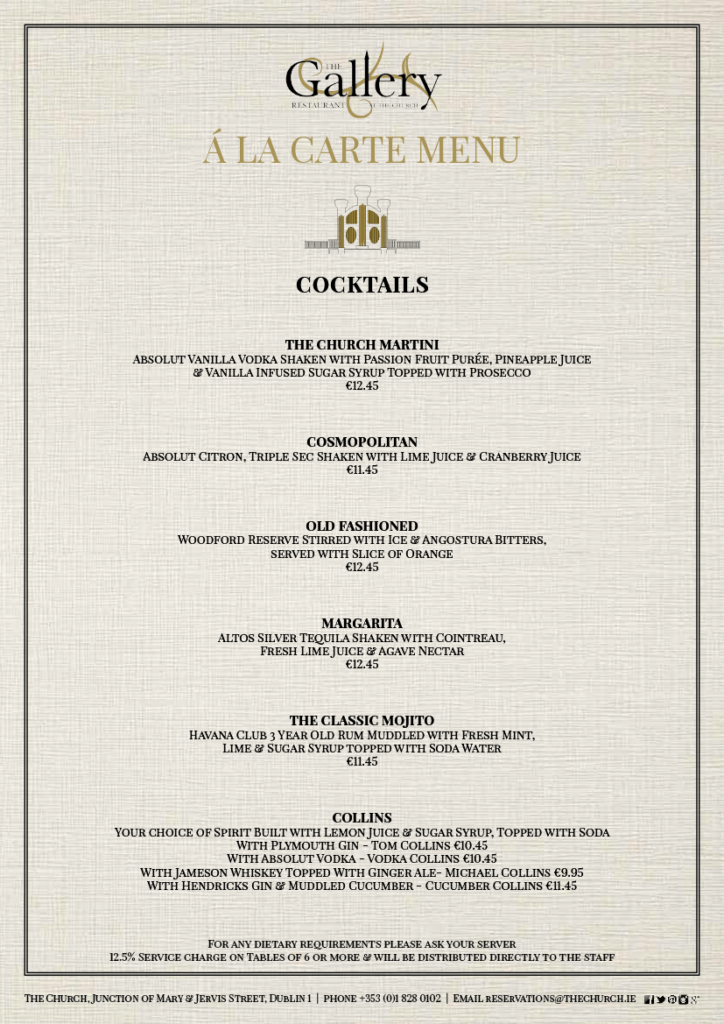 THE
Gallery
RESTAURANT AT THE CHURCH
Á LA CARTE MENU
COCKTAILS
THE CHURCH MARTINI
Absolut Vanilla Vodka Shaken with Passion Fruit Purée, Pineapple Juice
& Vanilla Infused Sugar Syrup Topped with Prosecco
€12.45
COSMOPOLITAN
Absolut Citron, Triple Sec Shaken with Lime Juice & Cranberry Juice
€11.45
OLD FASHIONED
Woodford Reserve Stirred with Ice & Angostura Bitters,
served with Slice of Orange
€12.45
MARGARITA
Altos Silver Tequila Shaken with Cointreau,
Fresh Lime Juice & Agave Nectar
€12.45
THE CLASSIC MOJITO
Havana Club 3 Year Old Rum Muddled with Fresh Mint,
Lime & Sugar Syrup topped with Soda Water
€11.45
COLLINS
Your choice of Spirit Built with Lemon Juice & Sugar Syrup, Topped with Soda
With Plymouth Gin - Tom Collins €10.45
With Absolut Vodka - Vodka Collins €10.45
With Jameson Whiskey Topped With Ginger Ale- Michael Collins €9.95
With Hendricks Gin & Muddled Cucumber - Cucumber Collins €11.45
For any dietary requirements please ask your server
12.5% Service charge on Tables of 6 or more & will be distributed directly to the staff
The Church, Junction of Mary & Jervis Street, Dublin 1 | phone +353 (0)1 828 0102 | Email reservations@thechurch.ie